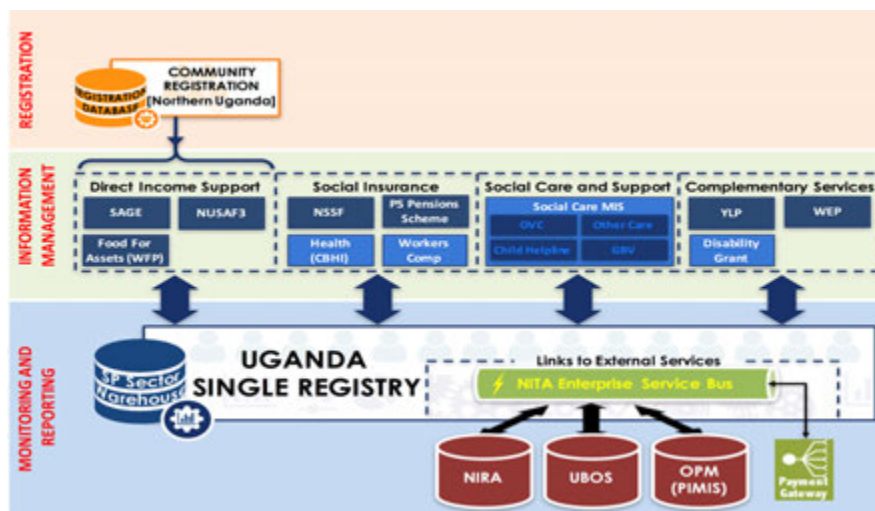 REGISTRATION
REGISTRATION
DATABASE
COMMUNITY
REGISTRATION
[Northern Uganda]
INFORMATION
MANAGEMENT
Direct Income Support
SAGE
NUSAF3
Food For
Assets (WFP)
Social Insurance
NSSF
PS Pensions
Scheme
Health
(CBHI)
Workers
Comp
Social Care and Support
Social Care MIS
OVC
Other Care
Child Helpline
GBV
Complementary Services
YLP
WEP
Disability
Grant
MONITORING AND
REPORTING
SP Sector
Warehouse
UGANDA
SINGLE REGISTRY
Links to External Services
NITA Enterprise Service Bus
NIRA
UBOS
OPM
(PIMIS)
Payment
Gateway